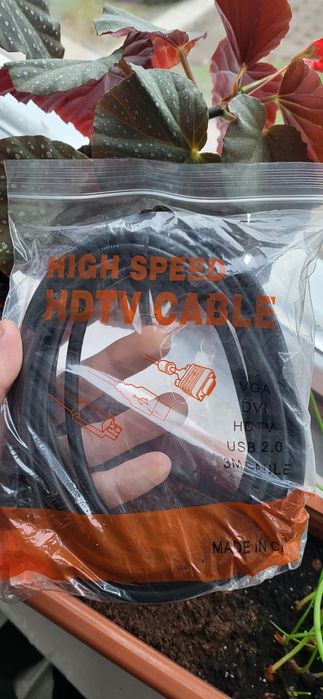 HIGH SPEED
HDTV CABLE
VGA
DVI
HDTV
USB 2.0
3M CABLE
MADE IN